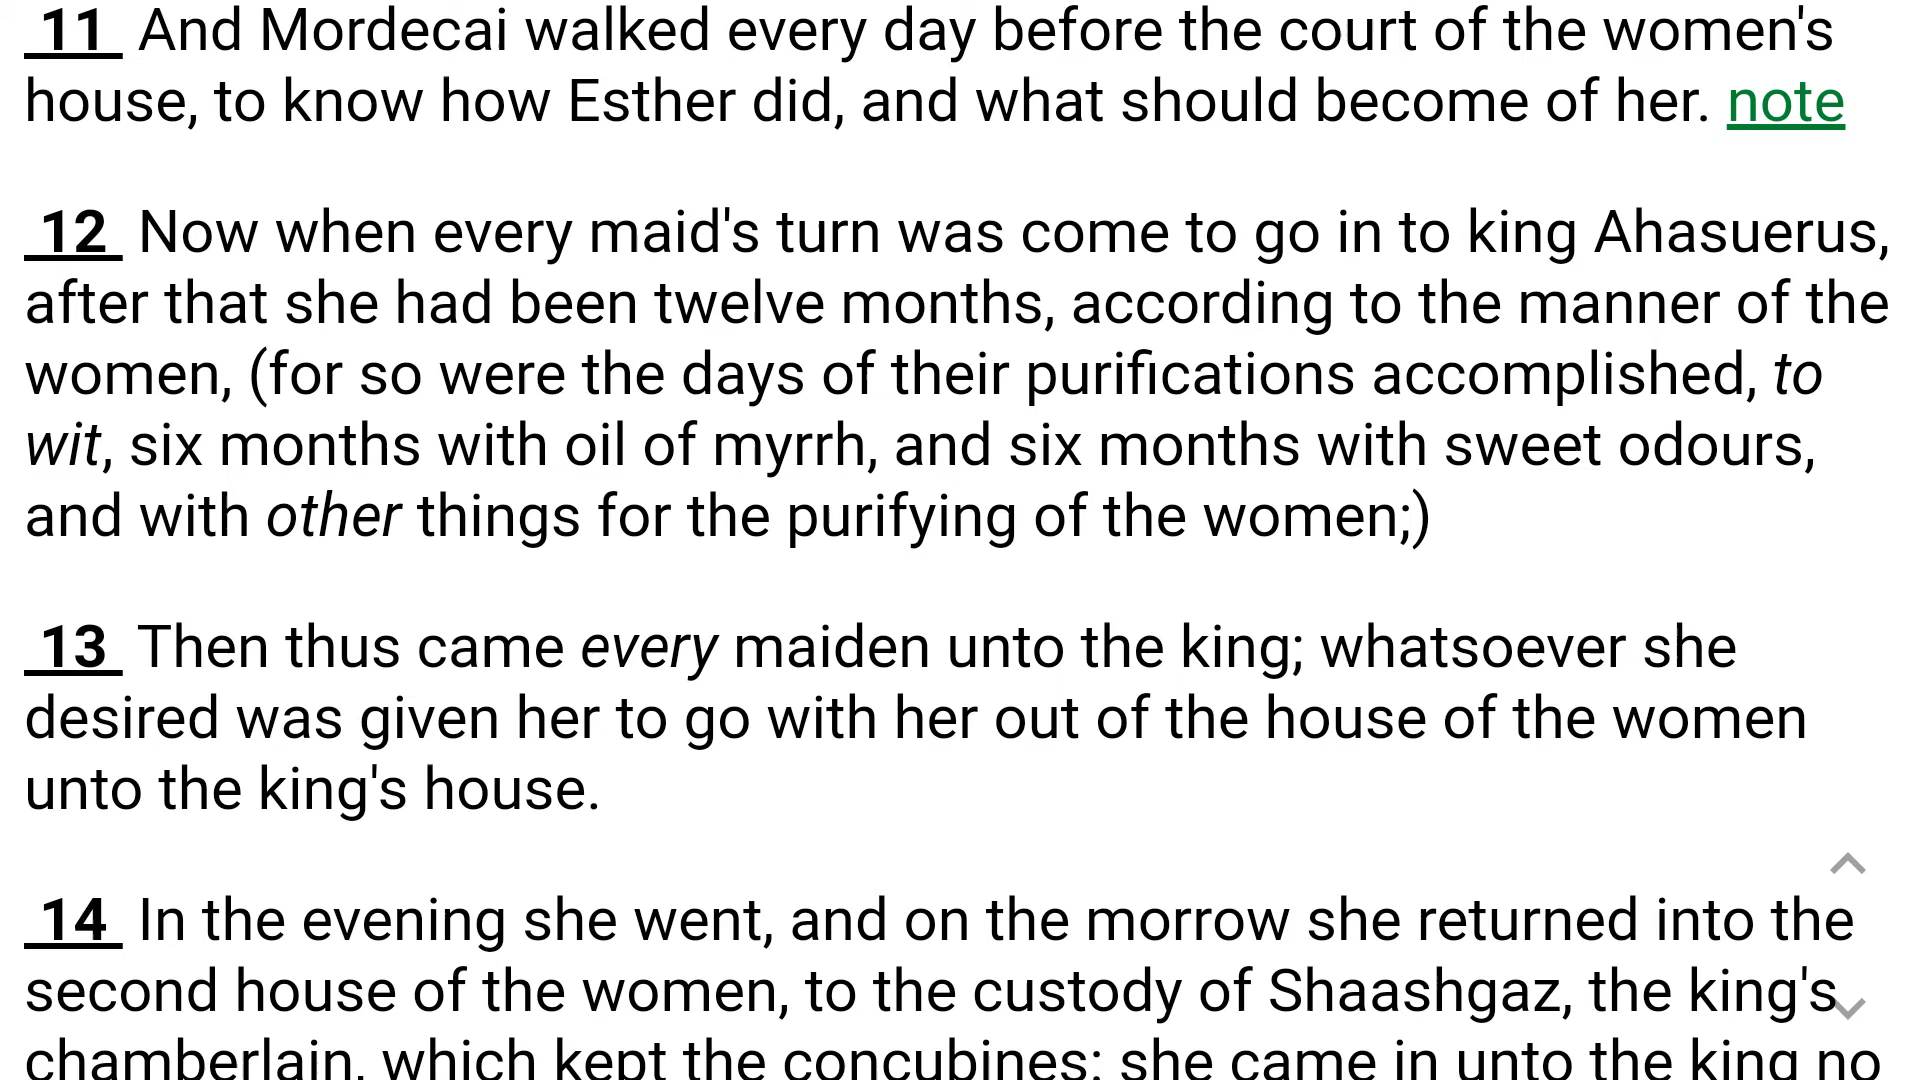 11 And Mordecai walked every day before the court of the women's
house, to know how Esther did, and what should become of her. note
12 Now when every maid's turn was come to go in to king Ahasuerus,
after that she had been twelve months, according to the manner of the
women, (for so were the days of their purifications accomplished, to
wit, six months with oil of myrrh, and six months with sweet odours,
and with other things for the purifying of the women;)
13 Then thus came every maiden unto the king; whatsoever she
desired was given her to go with her out of the house of the women
unto the king's house.
14 In the evening she went, and on the morrow she returned into the
second house of the women, to the custody of Shaashgaz, the king's
chamberlain, which kept the concubines: she came in unto the king no